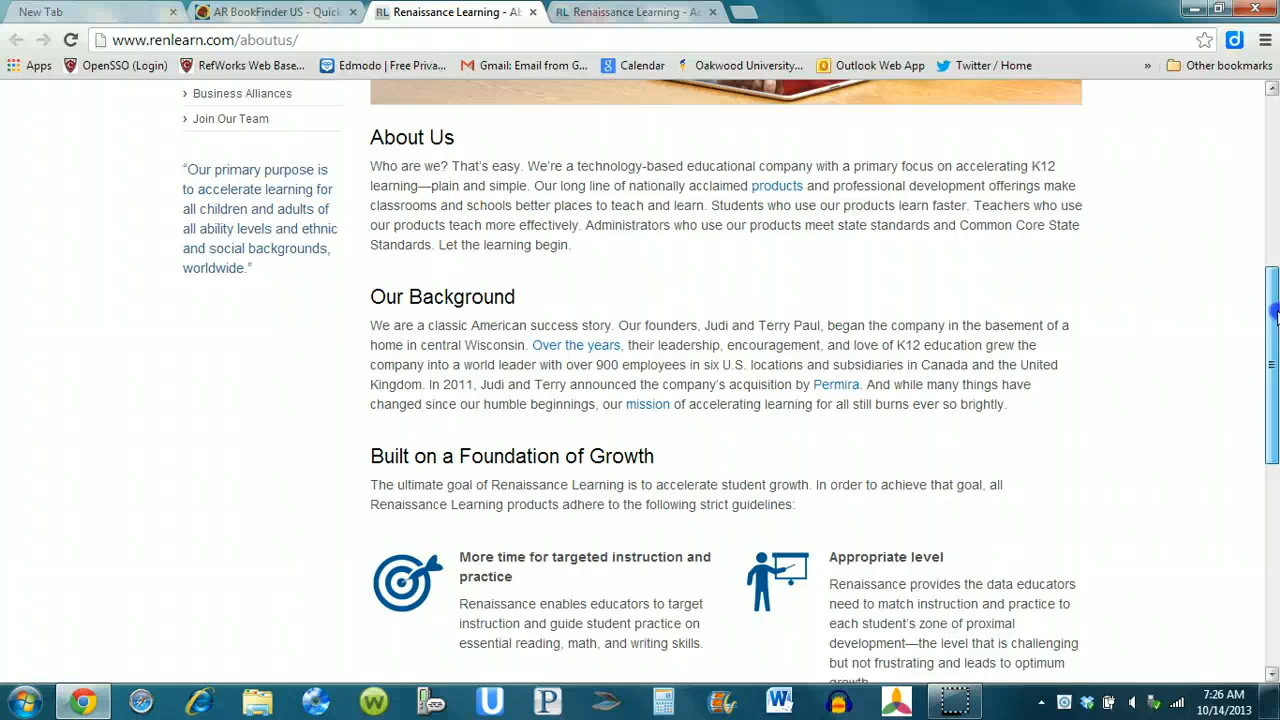 New Tab
AR BookFinder US - Quick
Renaissance Learning - Ab
Renaissance Learning - Ac
www.renlearn.com/aboutus/
Apps
OpenSSO (Login)
RefWorks Web Base...
Edmodo | Free Priva...
Gmail: Email from G...
Calendar
Oakwood University...
Outlook Web App
Twitter / Home
»
Other bookmarks
› Business Alliances
› Join Our Team
“Our primary purpose is
to accelerate learning for
all children and adults of
all ability levels and ethnic
and social backgrounds,
worldwide.”
About Us
Who are we? That’s easy. We’re a technology-based educational company with a primary focus on accelerating K12
learning—plain and simple. Our long line of nationally acclaimed products and professional development offerings make
classrooms and schools better places to teach and learn. Students who use our products learn faster. Teachers who use
our products teach more effectively. Administrators who use our products meet state standards and Common Core State
Standards. Let the learning begin.
Our Background
We are a classic American success story. Our founders, Judi and Terry Paul, began the company in the basement of a
home in central Wisconsin. Over the years, their leadership, encouragement, and love of K12 education grew the
company into a world leader with over 900 employees in six U.S. locations and subsidiaries in Canada and the United
Kingdom. In 2011, Judi and Terry announced the company’s acquisition by Permira. And while many things have
changed since our humble beginnings, our mission of accelerating learning for all still burns ever so brightly.
Built on a Foundation of Growth
The ultimate goal of Renaissance Learning is to accelerate student growth. In order to achieve that goal, all
Renaissance Learning products adhere to the following strict guidelines:
More time for targeted instruction and
practice
Renaissance enables educators to target
instruction and guide student practice on
essential reading, math, and writing skills.
Appropriate level
Renaissance provides the data educators
need to match instruction and practice to
each student’s zone of proximal
development—the level that is challenging
but not frustrating and leads to optimum
growth.
7:26 AM
10/14/2013